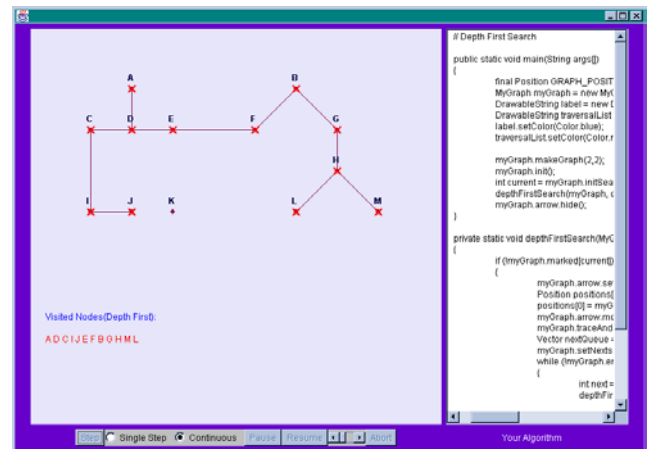 // Depth First Search
public static void main(String args[])
{
final Position GRAPH_POSIT
MyGraph myGraph = new MyG
DrawableString label = new D
DrawableString traversalList
label.setColor(Color.blue);
traversalList.setColor(Color.r
myGraph.makeGraph(2,2);
myGraph.init();
int current = myGraph.initSea
depthFirstSearch(myGraph, c
myGraph.arrow.hide();
}
private static void depthFirstSearch(MyG
{
if (!myGraph.marked[current])
{
myGraph.arrow.se
Position positions[
positions[0] = myG
myGraph.arrow.mo
myGraph.traceAnd
Vector nextQueue =
myGraph.setNexts
while (!myGraph.em
{
int next =
depthFir
A B
C D E F G
H
I J K L M
Visited Nodes(Depth First):
A D C I J E F B G H M L
Step Single Step Continuous Pause Resume Abort
Your Algorithm